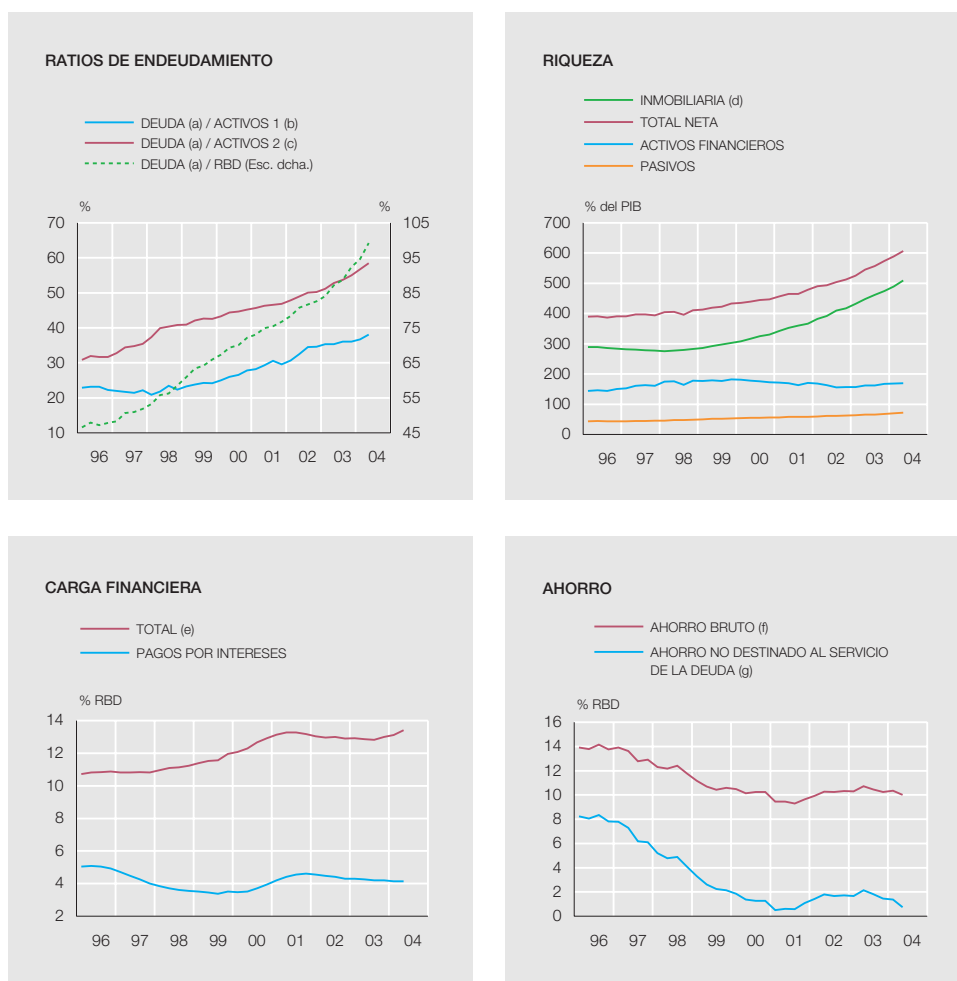 RATIOS DE ENDEUDAMIENTO
DEUDA (a) / ACTIVOS 1 (b)
DEUDA (a) / ACTIVOS 2 (c)
DEUDA (a) / RBD (Esc. dcha.)
% %
70 105
60 95
50 85
40 75
30 65
20 55
10 45
96 97 98 99 00 01 02 03 04
RIQUEZA
INMOBILIARIA (d)
TOTAL NETA
ACTIVOS FINANCIEROS
PASIVOS
% del PIB
700
600
500
400
300
200
100
0
96 97 98 99 00 01 02 03 04
CARGA FINANCIERA
TOTAL (e)
PAGOS POR INTERESES
% RBD
14
12
10
8
6
4
2
96 97 98 99 00 01 02 03 04
AHORRO
AHORRO BRUTO (f)
AHORRO NO DESTINADO AL SERVICIO
DE LA DEUDA (g)
% RBD
16
14
12
10
8
6
4
2
0
96 97 98 99 00 01 02 03 04